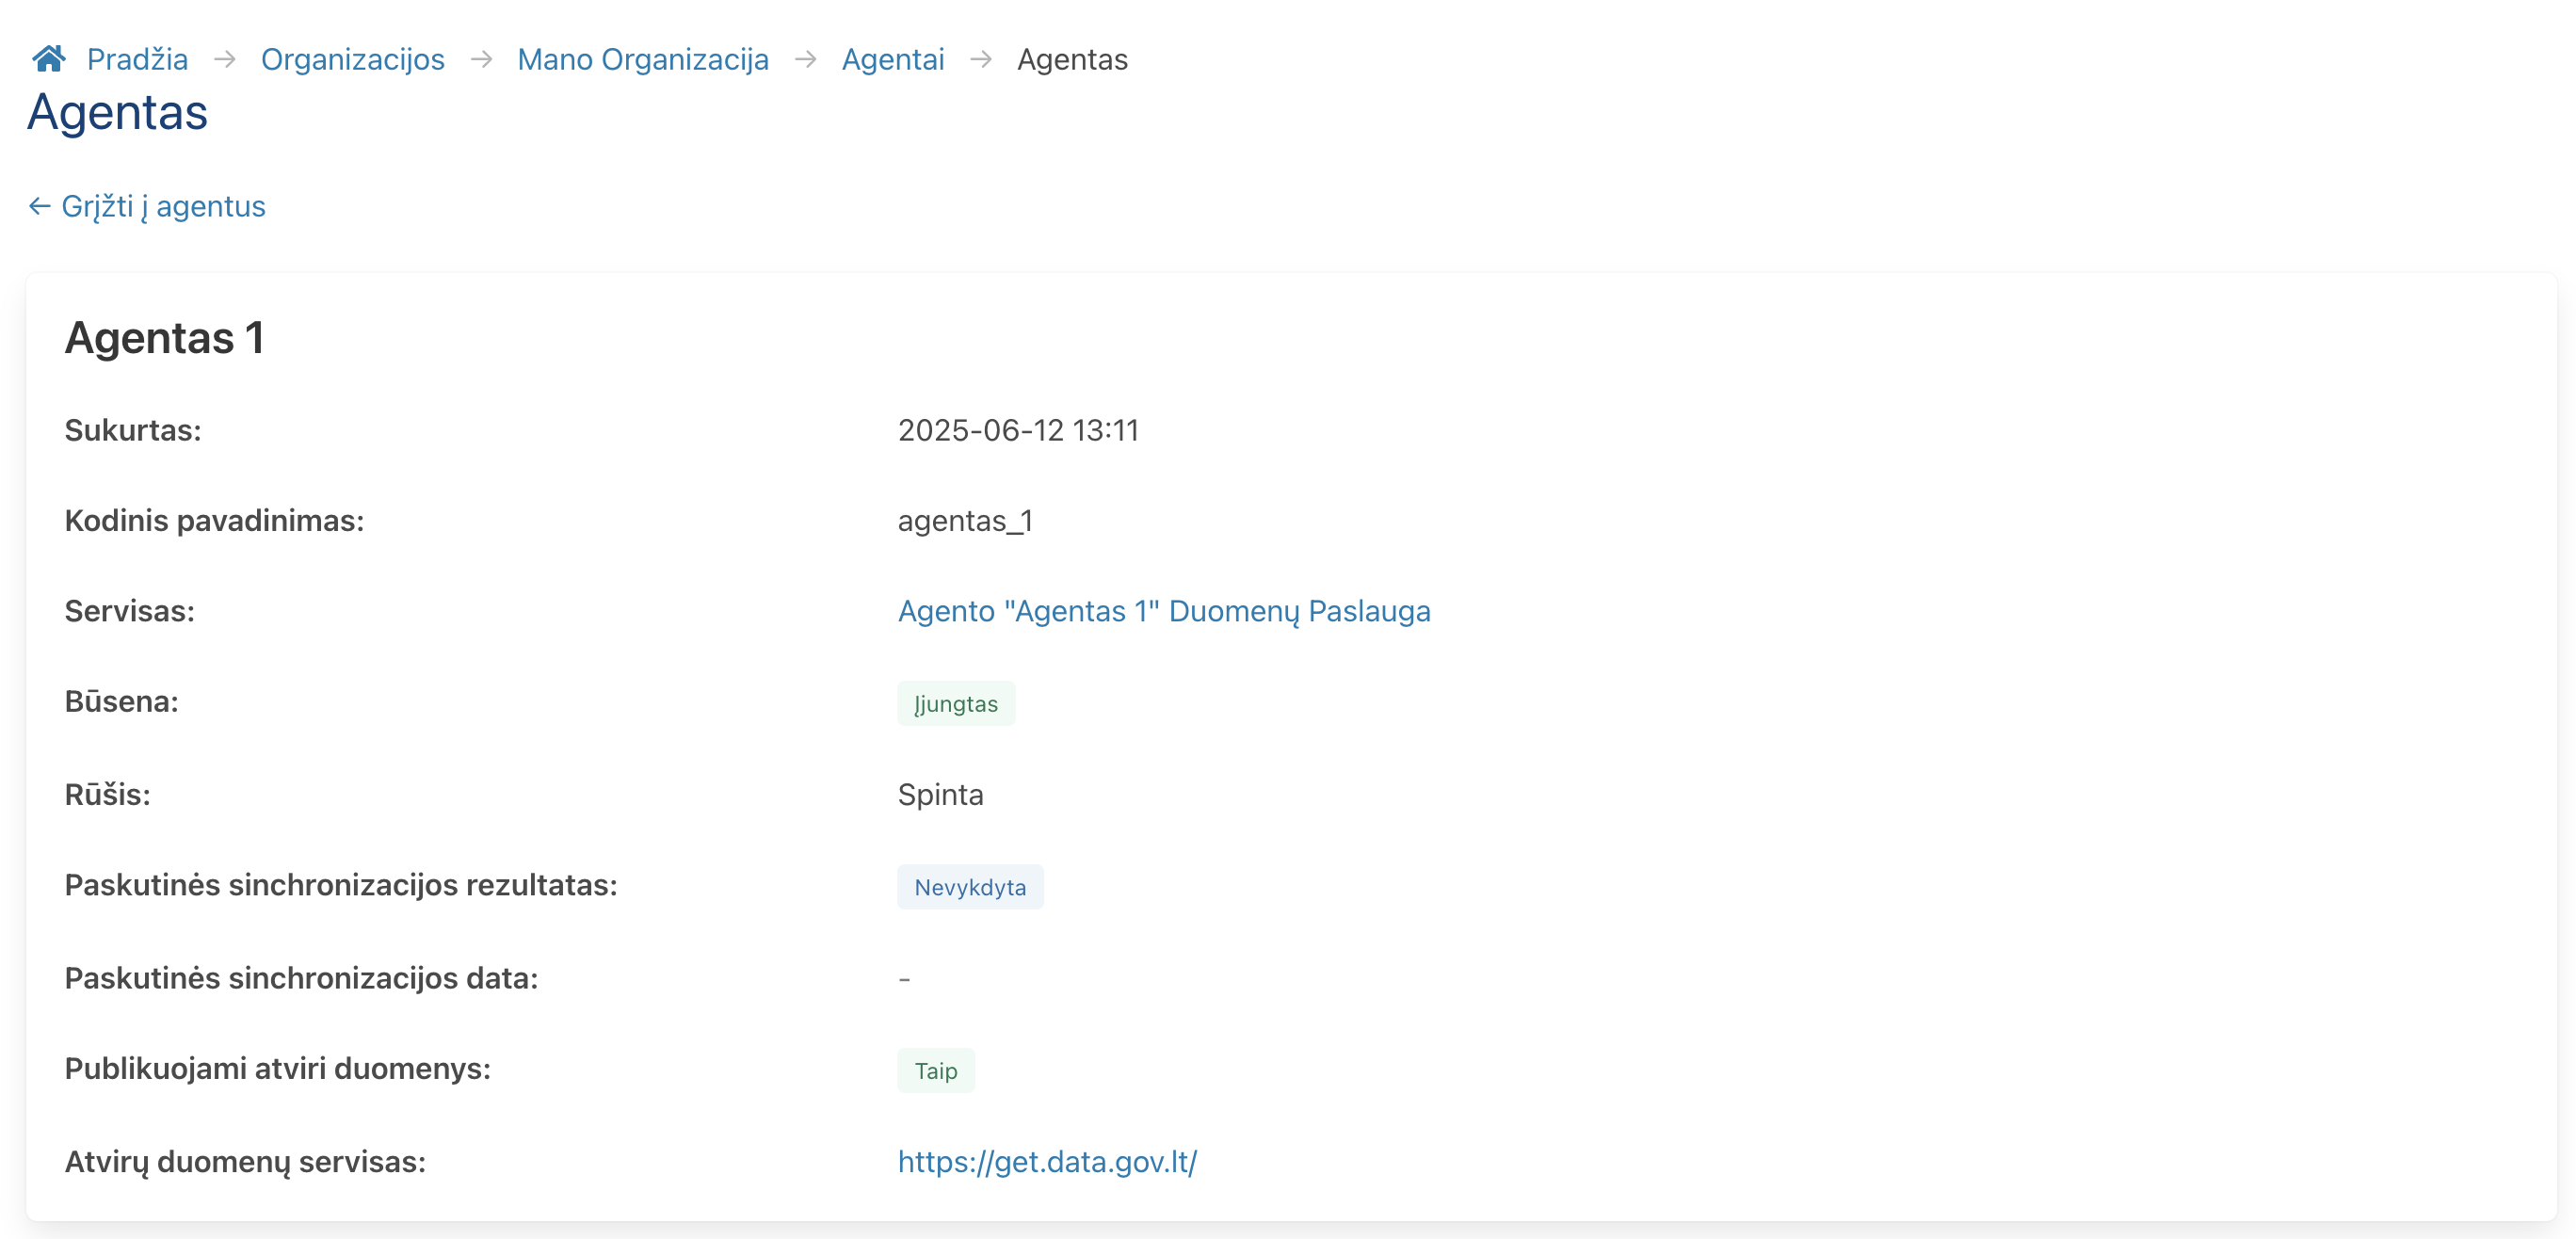 Pradžia → Organizacijos → Mano Organizacija → Agentai → Agentas
Agentas
← Grįžti į agentus
Agentas 1
Sukurtas: 2025-06-12 13:11
Kodinis pavadinimas: agentas_1
Servisas: Agento "Agentas 1" Duomenų Paslauga
Būsena: Įjungtas
Rūšis: Spinta
Paskutinės sinchronizacijos rezultatas: Nevykdyta
Paskutinės sinchronizacijos data: -
Publikuojami atviri duomenys: Taip
Atvirų duomenų servisas: https://get.data.gov.lt/